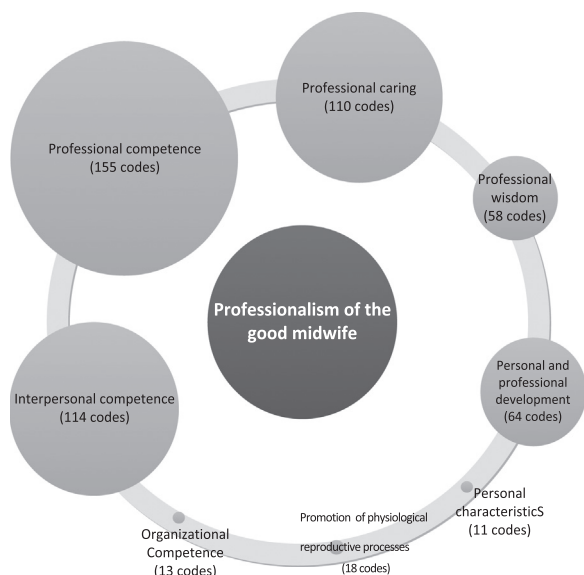 Professional caring
(110 codes)
Professional competence
(155 codes)
Professional
wisdom
(58 codes)
Professionalism of the
good midwife
Personal and
professional
development
(64 codes)
Interpersonal competence
(114 codes)
Personal
characteristicS
(11 codes)
Promotion of physiological
reproductive processes
(18 codes)
Organizational
Competence
(13 codes)